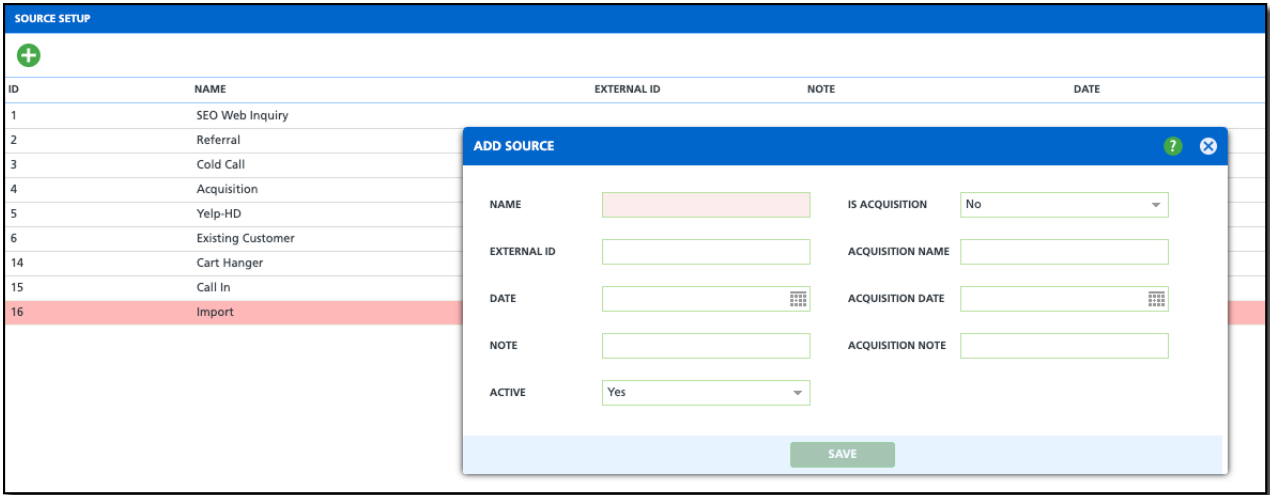 SOURCE SETUP
ID NAME EXTERNAL ID NOTE DATE
1 SEO Web Inquiry
2 Referral
3 Cold Call
4 Acquisition
5 Yelp-HD
6 Existing Customer
14 Cart Hanger
15 Call In
16 Import
ADD SOURCE ?
NAME IS ACQUISITION No
EXTERNAL ID ACQUISITION NAME
DATE ACQUISITION DATE
NOTE ACQUISITION NOTE
ACTIVE Yes
SAVE